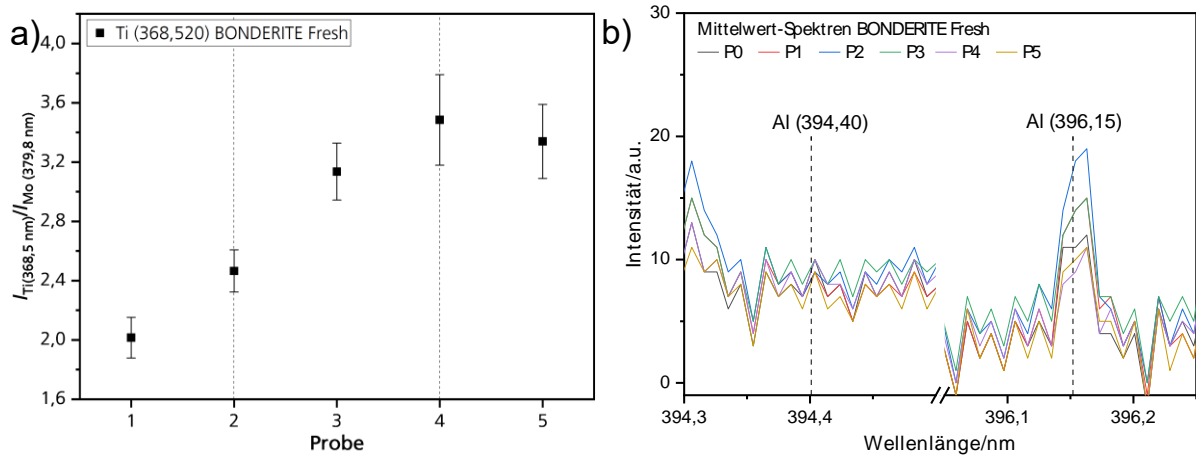 a)
Ti (368,520) BONDERITE Fresh
4,0
3,6
3,2
2,8
2,4
2,0
1,6
I Ti(368,5 nm)/I Mo (379,8 nm)
1 2 3 4 5
Probe
b)
Mittelwert-Spektren BONDERITE Fresh
P0 P1 P2 P3 P4 P5
Al (394,40) Al (396,15)
30
20
10
0
Intensität/a.u.
394,3 394,4 396,1 396,2
Wellenlänge/nm